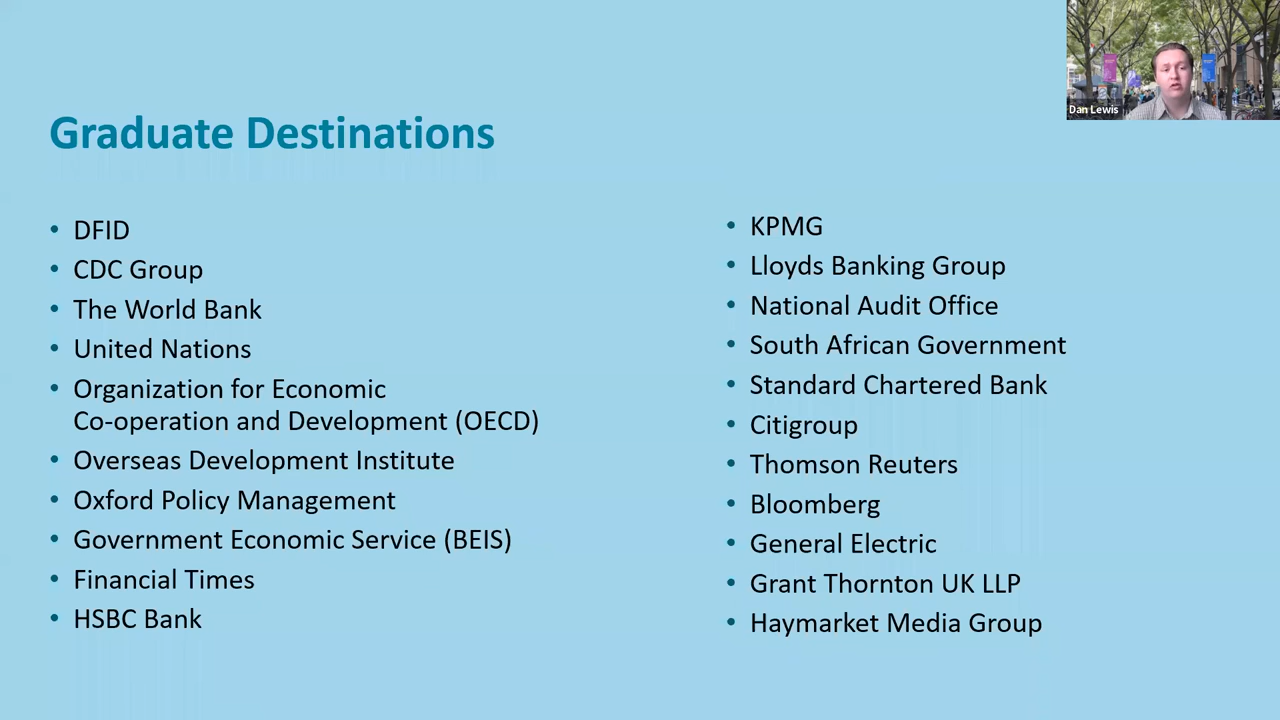 Dan Lewis
Graduate Destinations
• DFID
• CDC Group
• The World Bank
• United Nations
• Organization for Economic
Co-operation and Development (OECD)
• Overseas Development Institute
• Oxford Policy Management
• Government Economic Service (BEIS)
• Financial Times
• HSBC Bank
• KPMG
• Lloyds Banking Group
• National Audit Office
• South African Government
• Standard Chartered Bank
• Citigroup
• Thomson Reuters
• Bloomberg
• General Electric
• Grant Thornton UK LLP
• Haymarket Media Group